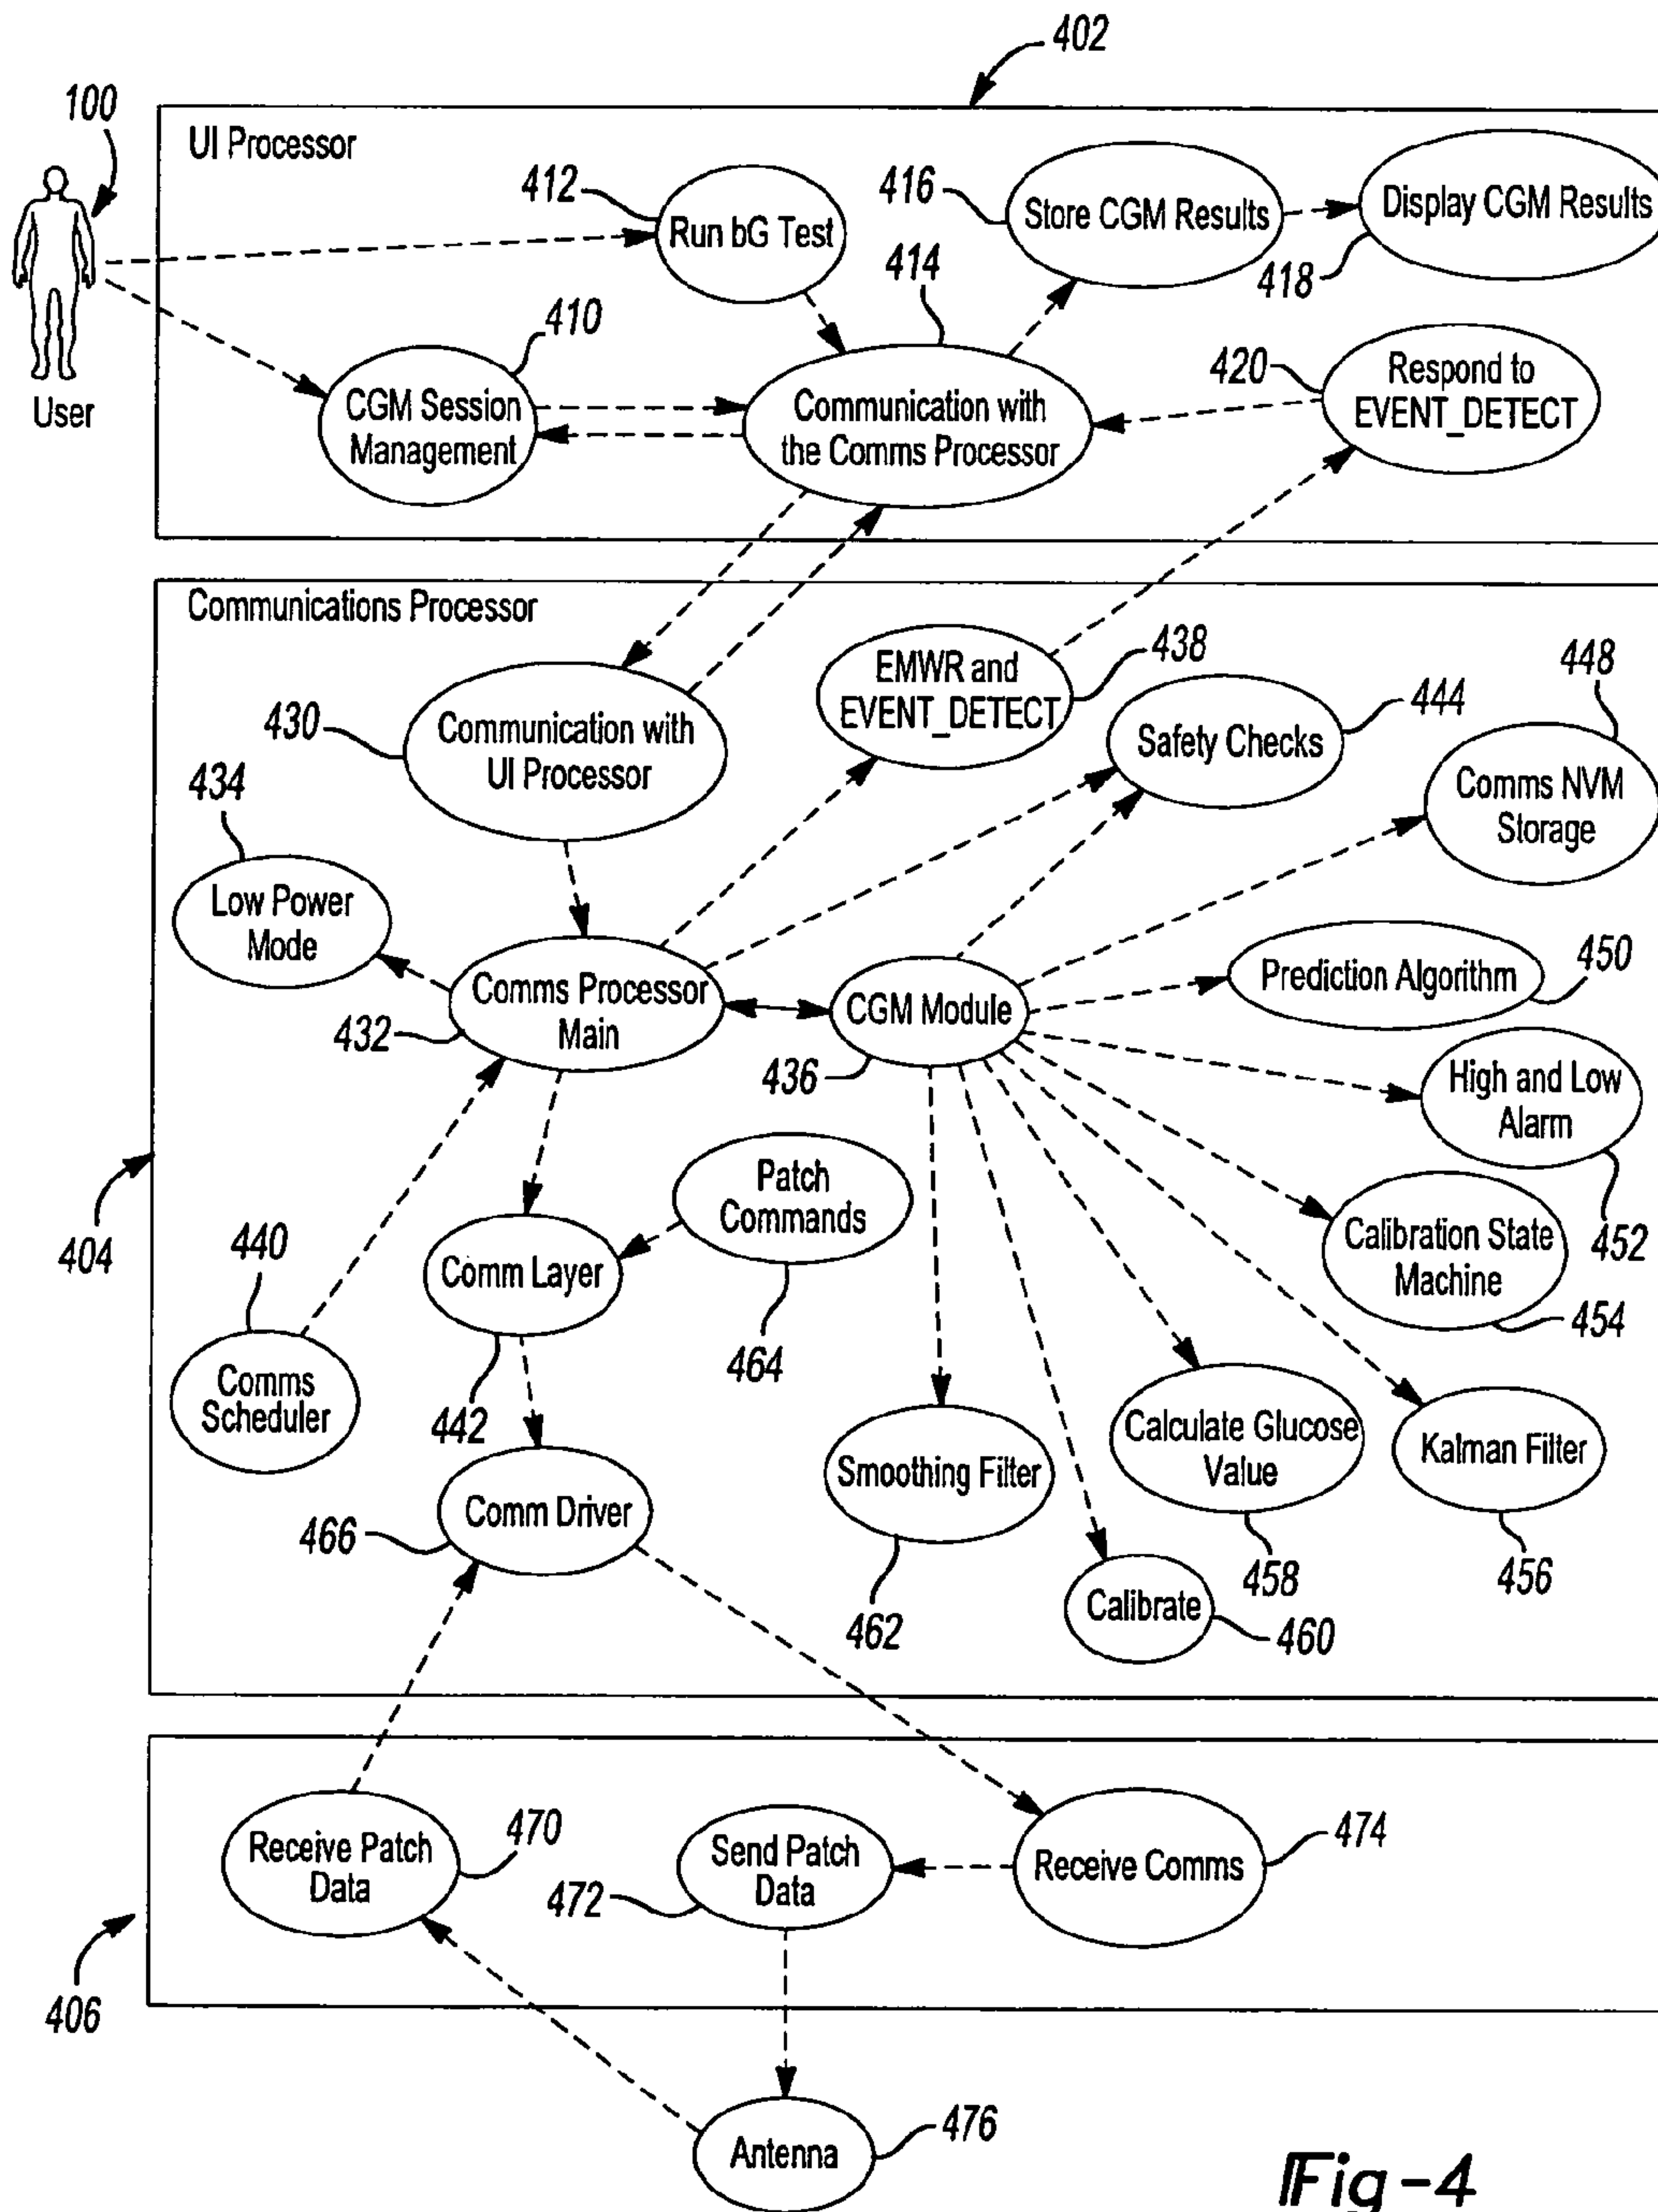 402
100
UI Processor
412
Run bG Test
416
Store CGM Results
Display CGM Results
418
414
410
User
CGM Session
Management
Communication with
the Comms Processor
420
Respond to
EVENT_DETECT
Communications Processor
430
Communication with
UI Processor
EMWR and
EVENT_DETECT
438
Safety Checks
444
448
Comms NVM
Storage
434
Low Power
Mode
Comms Processor
Main
432
CGM Module
436
Prediction Algorithm
450
High and Low
Alarm
452
404
440
Comms
Scheduler
Comm Layer
442
Patch
Commands
464
Calibration State
Machine
454
466
Comm Driver
Smoothing Filter
462
Calculate Glucose
Value
458
Kalman Filter
456
Calibrate
460
406
Receive Patch
Data
470
Send Patch
Data
472
Receive Comms
474
Antenna
476
Fig-4